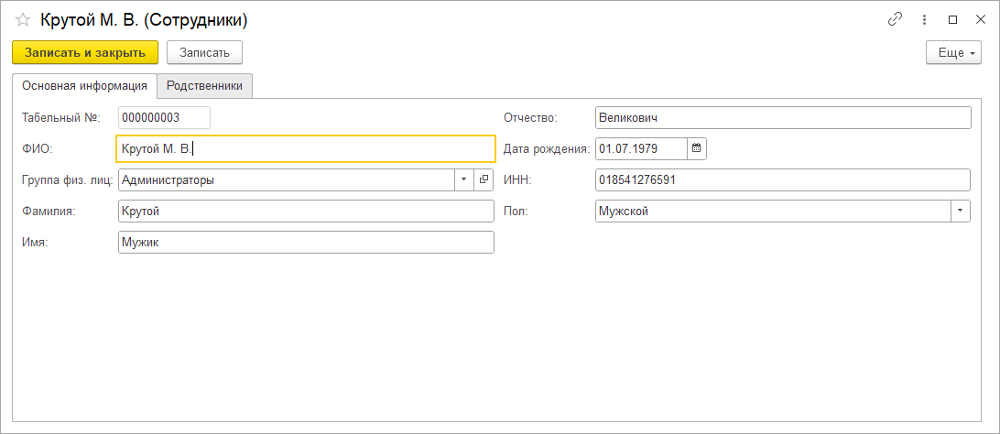 Крутой М. В. (Сотрудники)
Записать и закрыть
Записать
Еще
Основная информация
Родственники
Табельный №: 000000003
Отчество: Великович
ФИО: Крутой М. В.
Дата рождения: 01.07.1979
Группа физ. лиц: Администраторы
ИНН: 018541276591
Фамилия: Крутой
Пол: Мужской
Имя: Мужик